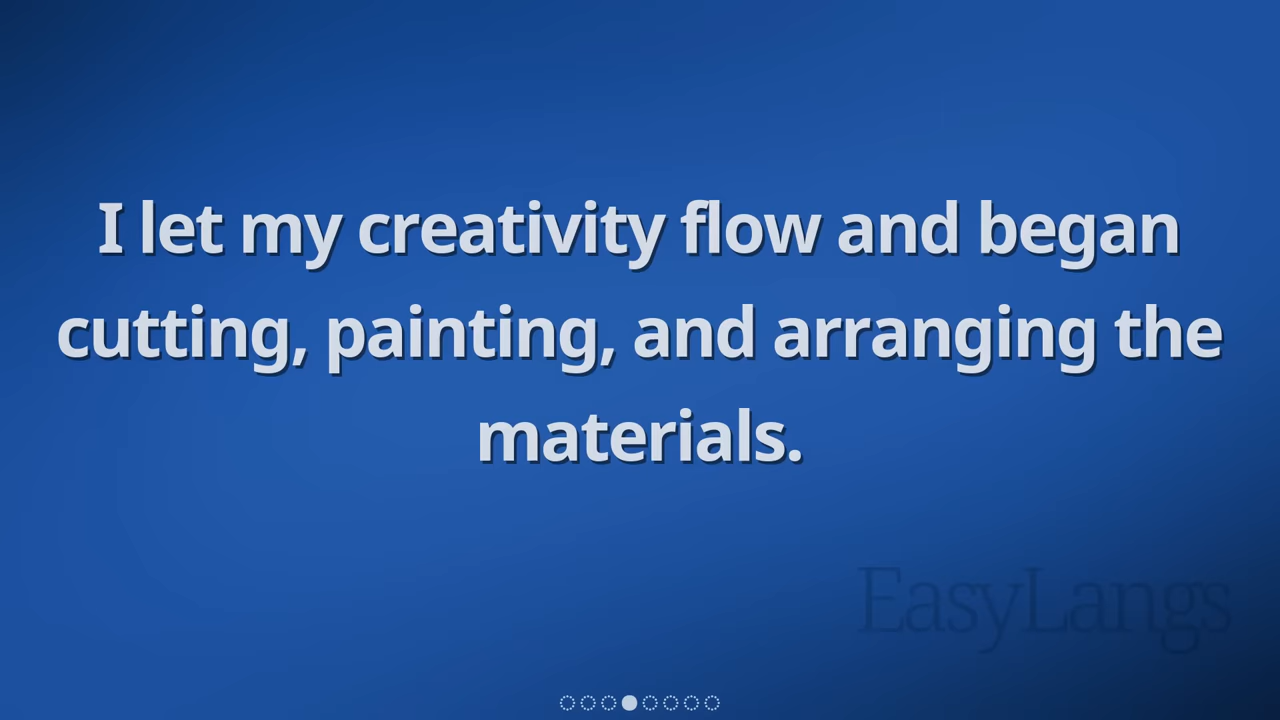 I let my creativity flow and began
cutting, painting, and arranging the
materials.
EasyLangs